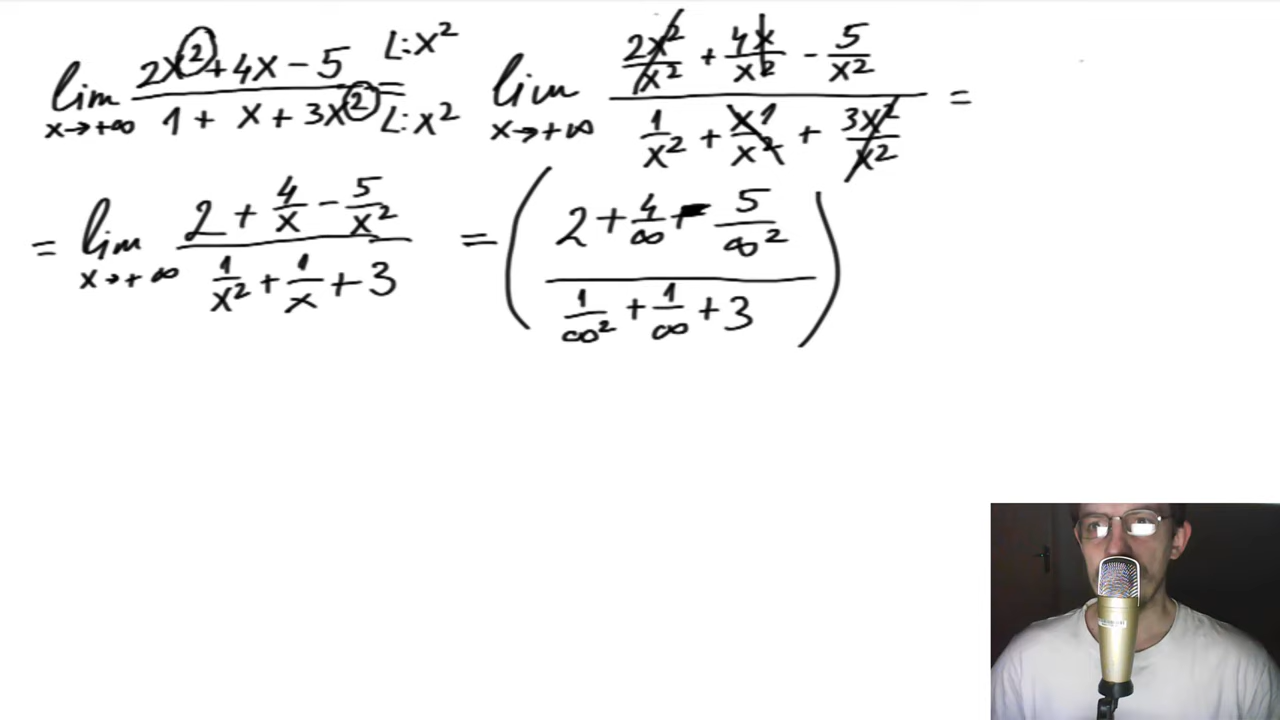 lim x→+∞ (2x²+4x−5)/(1+x+3x²) = |:x² |:x² lim x→+∞ (2x²/x² + 4x/x² − 5/x²)/(1/x² + x1/x² + 3x²/x²) =
= lim x→+∞ (2 + 4/x − 5/x²)/(1/x² + 1/x + 3) = ((2 + 4/∞ − 5/∞²)/(1/∞² + 1/∞ + 3))